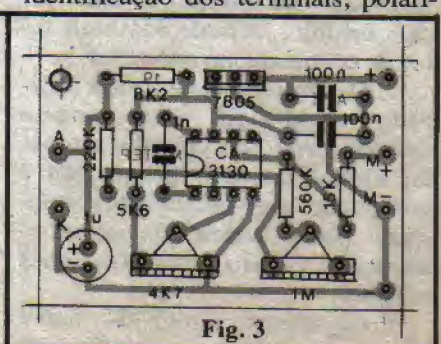 identificação dos terminais, polari-
100n +
8K2 7805
A 1n 100n
220K CA
3130 M +
K 5K6 560K 15K M -
1µ
+
-
4K7 1M
Fig. 3